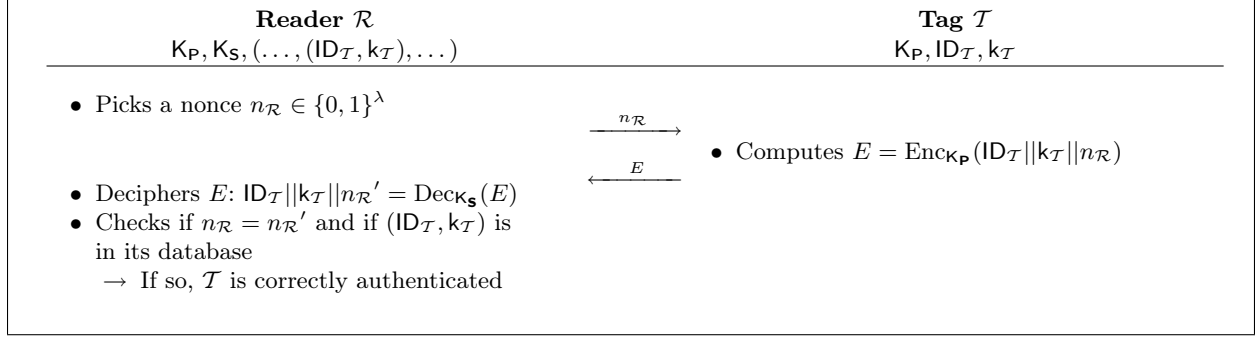 Reader ℛ
K_P, K_S, (..., (ID_𝒯, k_𝒯), ...)
Tag 𝒯
K_P, ID_𝒯, k_𝒯
• Picks a nonce n_ℛ ∈ {0, 1}^λ
n_ℛ
⟶
• Computes E = Enc_{K_P}(ID_𝒯||k_𝒯||n_ℛ)
E
⟵
• Deciphers E: ID_𝒯||k_𝒯||n_ℛ′ = Dec_{K_S}(E)
• Checks if n_ℛ = n_ℛ′ and if (ID_𝒯, k_𝒯) is
in its database
→ If so, 𝒯 is correctly authenticated